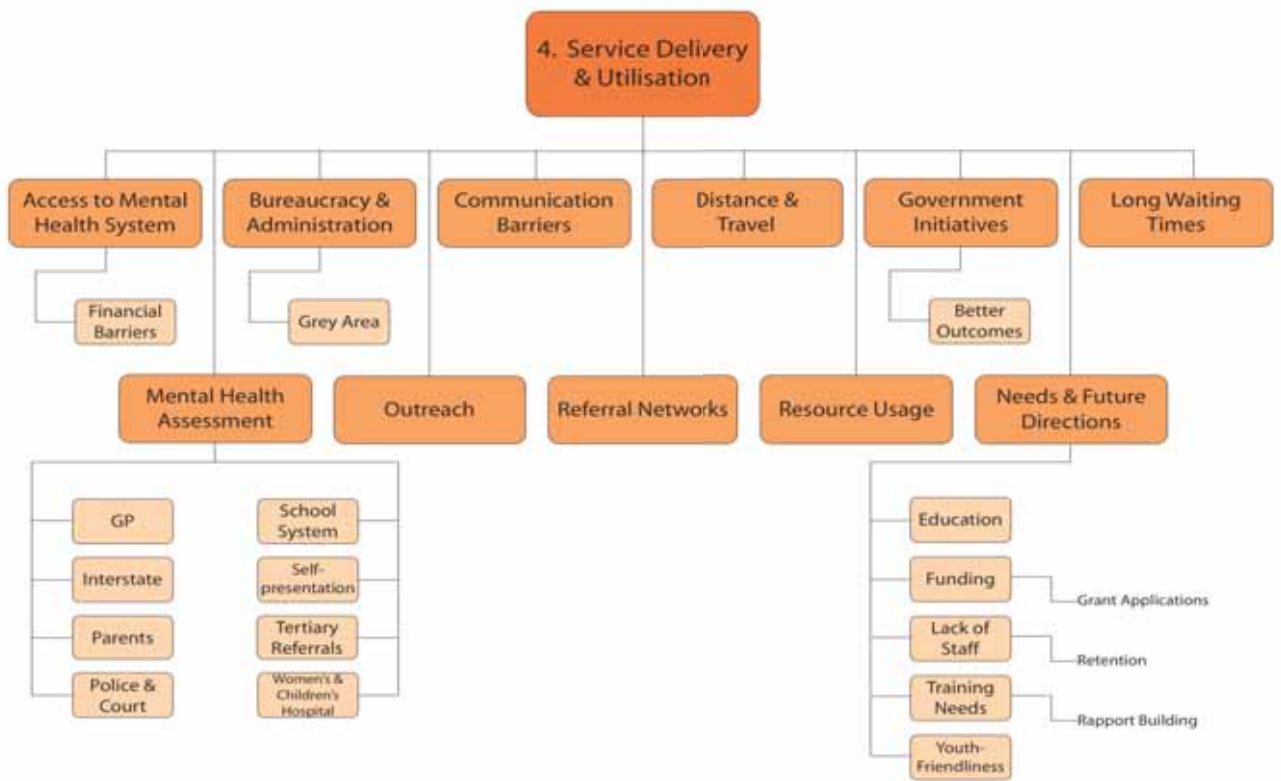 4. Service Delivery
& Utilisation
Access to Mental
Health System
Bureaucracy &
Administration
Communication
Barriers
Distance &
Travel
Government
Initiatives
Long Waiting
Times
Financial
Barriers
Grey Area
Better
Outcomes
Mental Health
Assessment
Outreach
Referral Networks
Resource Usage
Needs & Future
Directions
GP
Interstate
Parents
Police &
Court
School
System
Self-
presentation
Tertiary
Referrals
Women's &
Children's
Hospital
Education
Funding
Grant Applications
Lack of
Staff
Retention
Training
Needs
Rapport Building
Youth-
Friendliness